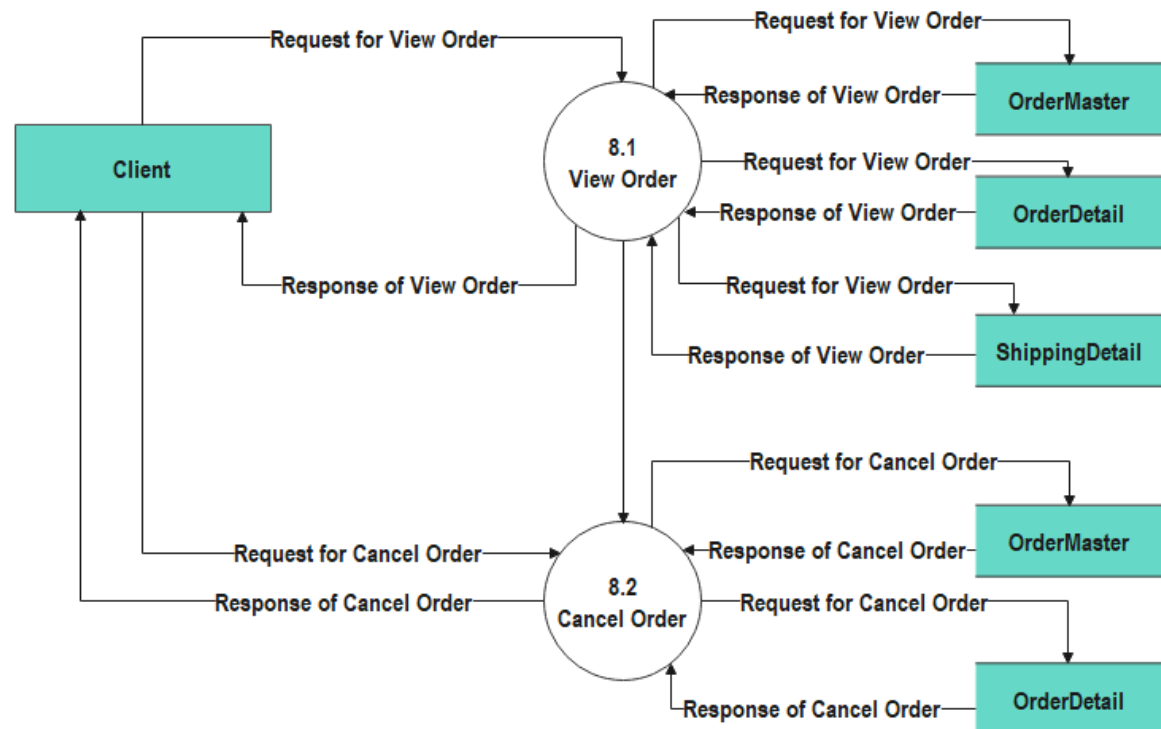 Request for View Order
Request for View Order
Response of View Order
OrderMaster
Client
8.1
View Order
Request for View Order
Response of View Order
OrderDetail
Response of View Order
Request for View Order
Response of View Order
ShippingDetail
Request for Cancel Order
Request for Cancel Order
Response of Cancel Order
OrderMaster
Response of Cancel Order
8.2
Cancel Order
Request for Cancel Order
Response of Cancel Order
OrderDetail